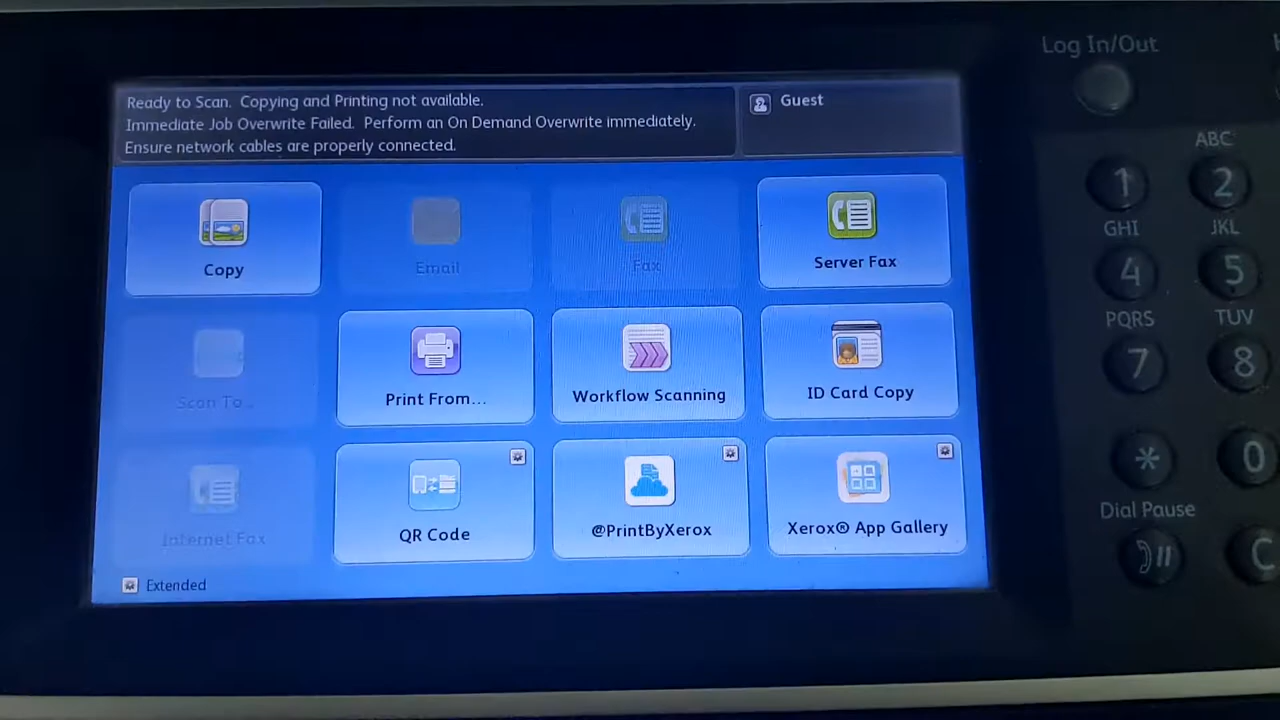 Log In/Out
Ready to Scan. Copying and Printing not available.
Immediate Job Overwrite Failed. Perform an On Demand Overwrite immediately.
Ensure network cables are properly connected.
Guest
Copy
Email
Fax
Server Fax
Scan To...
Print From...
Workflow Scanning
ID Card Copy
Internet Fax
QR Code
@PrintByXerox
Xerox® App Gallery
Extended
ABC
1
2
GHI
JKL
4
5
PQRS
TUV
7
8
*
0
Dial Pause
C